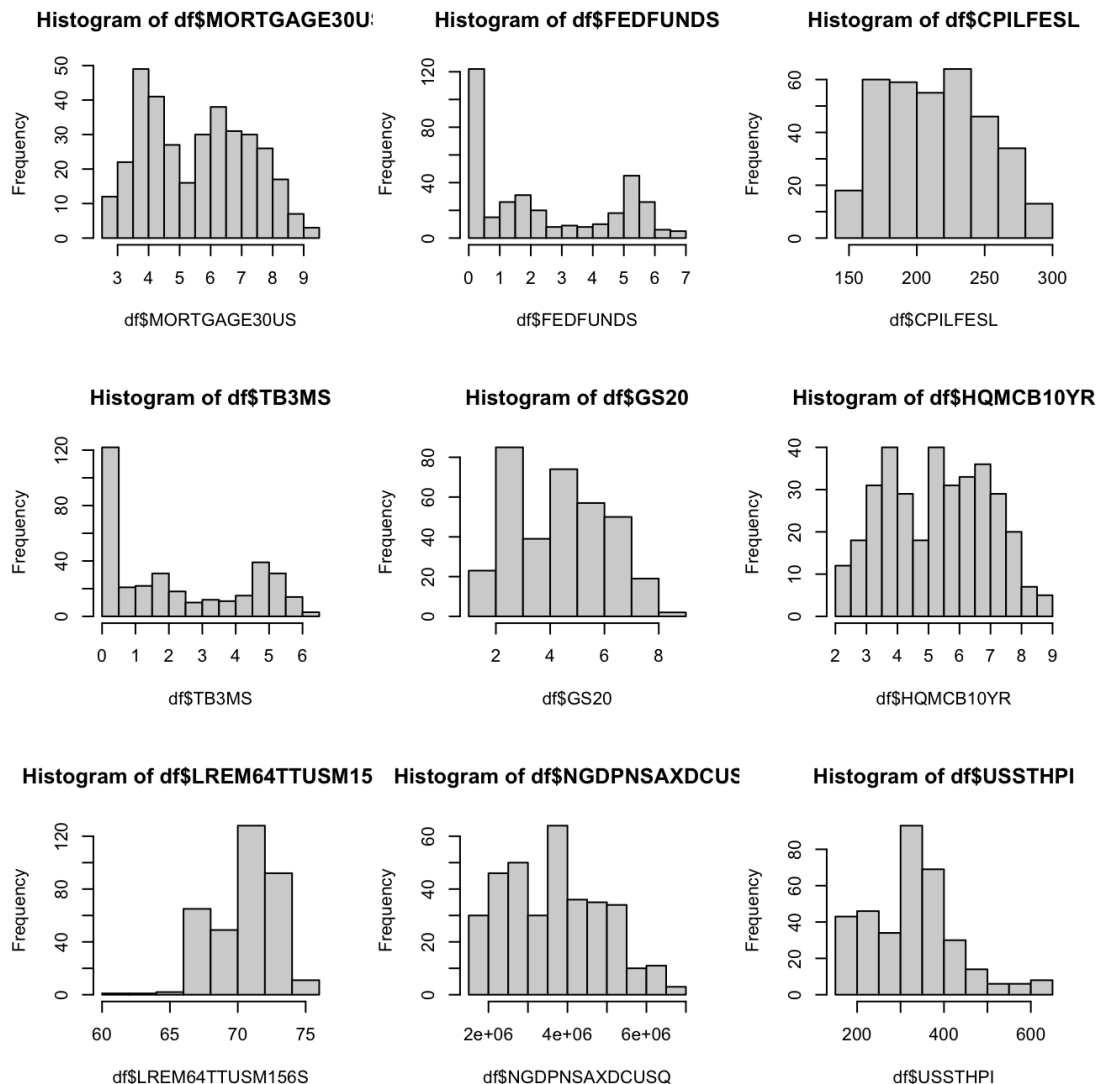 Histogram of df$MORTGAGE30US
Frequency
0 10 20 30 40 50
3 4 5 6 7 8 9
df$MORTGAGE30US
Histogram of df$FEDFUNDS
Frequency
0 40 80 120
0 1 2 3 4 5 6 7
df$FEDFUNDS
Histogram of df$CPILFESL
Frequency
0 20 40 60
150 200 250 300
df$CPILFESL
Histogram of df$TB3MS
Frequency
0 40 80 120
0 1 2 3 4 5 6
df$TB3MS
Histogram of df$GS20
Frequency
0 20 40 60 80
2 4 6 8
df$GS20
Histogram of df$HQMCB10YR
Frequency
0 10 20 30 40
2 3 4 5 6 7 8 9
df$HQMCB10YR
Histogram of df$LREM64TTUSM15
Frequency
0 40 80 120
60 65 70 75
df$LREM64TTUSM156S
Histogram of df$NGDPNSAXDCUS
Frequency
0 20 40 60
2e+06 4e+06 6e+06
df$NGDPNSAXDCUSQ
Histogram of df$USSTHPI
Frequency
0 20 40 60 80
200 400 600
df$USSTHPI